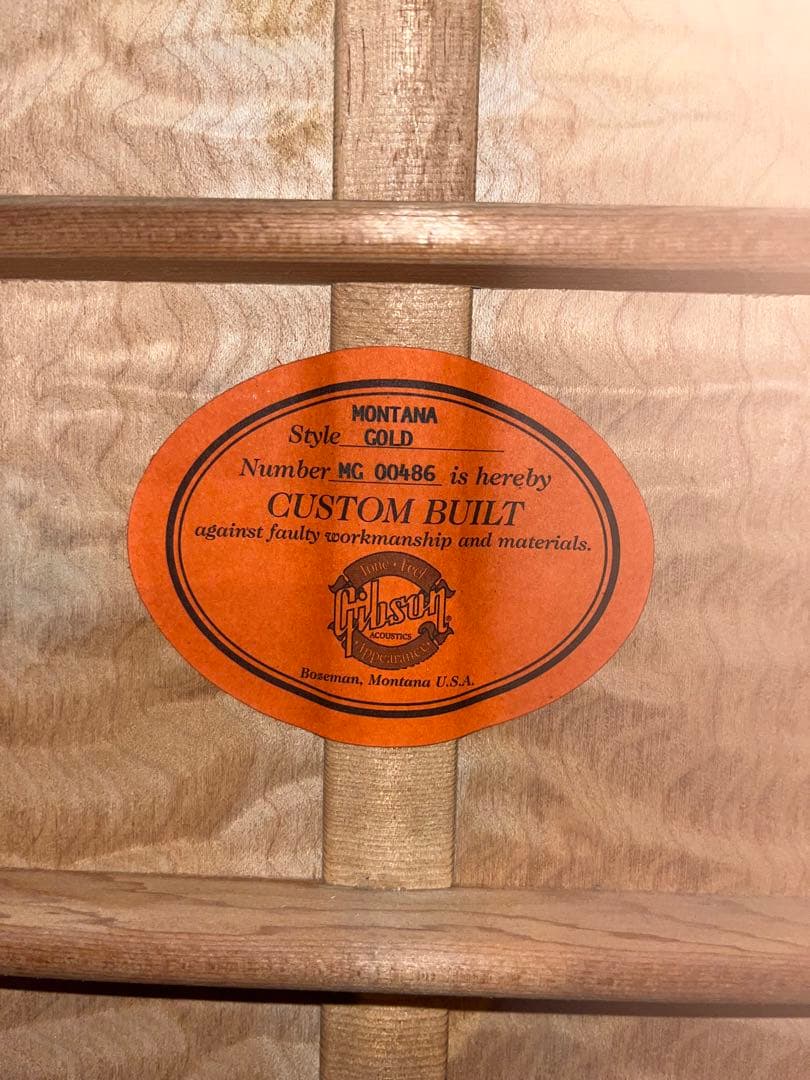 MONTANA
Style GOLD
Number MG 00486 is hereby
CUSTOM BUILT
against faulty workmanship and materials.
Tone • Feel
Gibson
ACOUSTICS
Appearance
Bozeman, Montana U.S.A.